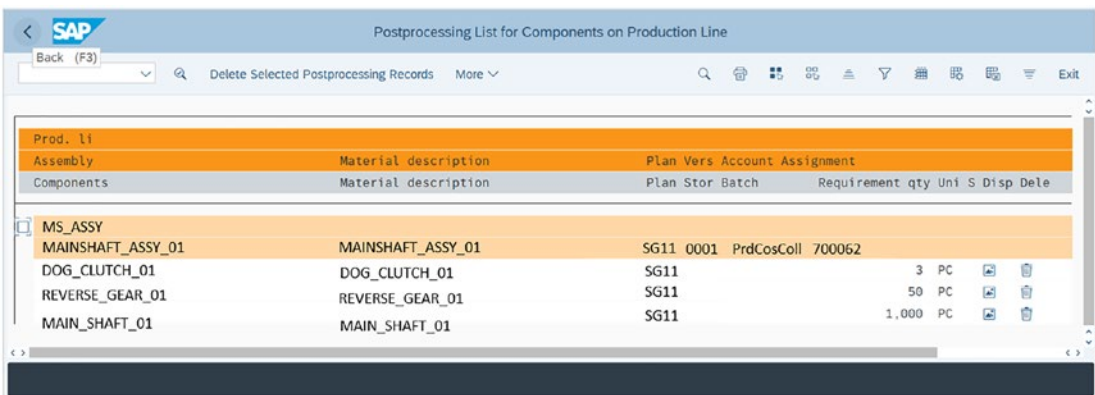 SAP Postprocessing List for Components on Production Line
Back (F3)
Delete Selected Postprocessing Records More Exit
Prod. li
Assembly Material description Plan Vers Account Assignment
Components Material description Plan Stor Batch Requirement qty Uni S Disp Dele
MS_ASSY
MAINSHAFT_ASSY_01 MAINSHAFT_ASSY_01 SG11 0001 PrdCosColl 700062
DOG_CLUTCH_01 DOG_CLUTCH_01 SG11 3 PC
REVERSE_GEAR_01 REVERSE_GEAR_01 SG11 50 PC
MAIN_SHAFT_01 MAIN_SHAFT_01 SG11 1,000 PC